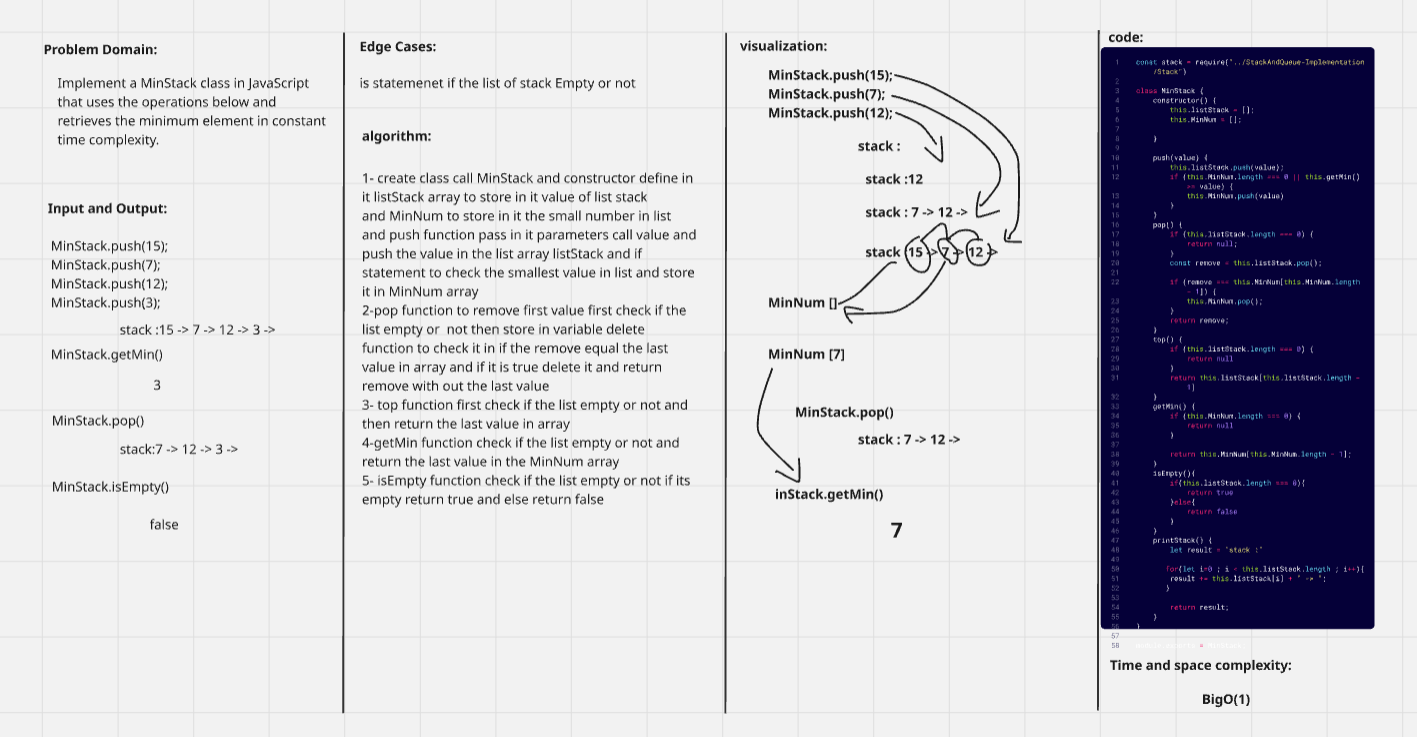 Problem Domain:
Implement a MinStack class in JavaScript
that uses the operations below and
retrieves the minimum element in constant
time complexity.
Input and Output:
MinStack.push(15);
MinStack.push(7);
MinStack.push(12);
MinStack.push(3);
stack :15 -> 7 -> 12 -> 3 ->
MinStack.getMin()
3
MinStack.pop()
stack:7 -> 12 -> 3 ->
MinStack.isEmpty()
false
Edge Cases:
is statemenet if the list of stack Empty or not
algorithm:
1- create class call MinStack and constructor define in
it listStack array to store in it value of list stack
and MinNum to store in it the small number in list
and push function pass in it parameters call value and
push the value in the list array listStack and if
statement to check the smallest value in list and store
it in MinNum array
2-pop function to remove first value first check if the
list empty or not then store in variable delete
function to check it in if the remove equal the last
value in array and if it is true delete it and return
remove with out the last value
3- top function first check if the list empty or not and
then return the last value in array
4-getMin function check if the list empty or not and
return the last value in the MinNum array
5- isEmpty function check if the list empty or not if its
empty return true and else return false
visualization:
MinStack.push(15);
MinStack.push(7);
MinStack.push(12);
stack :
stack :12
stack : 7 -> 12 ->
stack 15 -> 7 -> 12 ->
MinNum []
MinNum [7]
MinStack.pop()
stack : 7 -> 12 ->
inStack.getMin()
7
code:
1 const stack = require("../StackAndQueue-Implementation
/Stack")
2
3 class MinStack {
4 constructor() {
5 this.listStack = [];
6 this.MinNum = [];
7
8 }
9
10 push(value) {
11 this.listStack.push(value);
12 if (this.MinNum.length === 0 || this.getMin()
value) {
13 this.MinNum.push(value)
14 }
15 }
16 pop() {
17 if (this.listStack.length === 0) {
18 return null;
19 }
20 const remove = this.listStack.pop();
21
22 if (remove === this.MinNum[this.MinNum.length
- 1]) {
23 this.MinNum.pop();
24 }
25 return remove;
26 }
27 top() {
28 if (this.listStack.length === 0) {
29 return null
30 }
31 return this.listStack[this.listStack.length -
1]
32 }
33 getMin() {
34 if (this.MinNum.length === 0) {
35 return null
36 }
37
38 return this.MinNum[this.MinNum.length - 1];
39 }
40 isEmpty(){
41 if(this.listStack.length === 0){
42 return true
43 }else{
44 return false
45 }
46 }
47 printStack() {
48 let result = 'stack :'
49
50 for(let i=0 ; i < this.listStack.length ; i++){
51 result += this.listStack[i] + ' -> ';
52 }
53
54 return result;
55 }
56 }
57
58
Time and space complexity:
BigO(1)